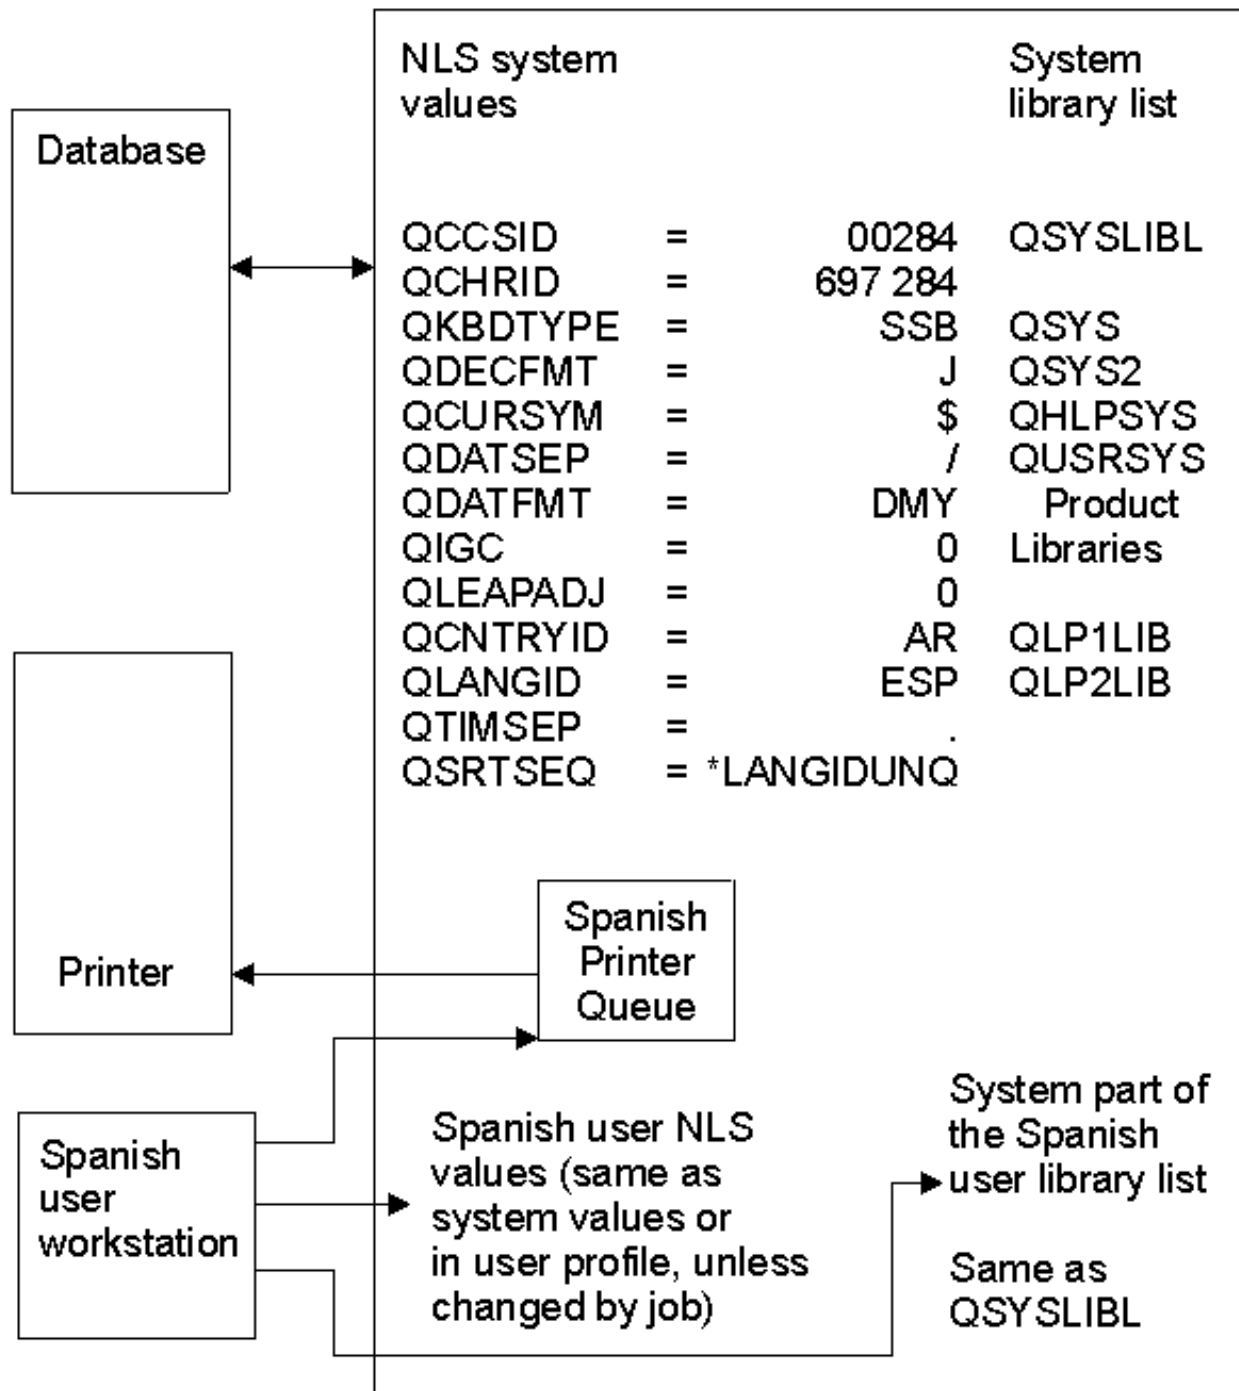 NLS system values
System library list
Database
QCCSID = 00284 QSYSLIBL
QCHRID = 697 284
QKBDTYPE = SSB QSYS
QDECFMT = J QSYS2
QCURSYM = $ QHLPSYS
QDATSEP = / QUSRSYS
QDATFMT = DMY Product
QIGC = 0 Libraries
QLEAPADJ = 0
QCNTRYID = AR QLP1LIB
QLANGID = ESP QLP2LIB
QTIMSEP = .
QSRTSEQ = *LANGIDUNQ
Spanish
Printer
Queue
Printer
Spanish
user
workstation
Spanish user NLS
values (same as
system values or
in user profile, unless
changed by job)
System part of
the Spanish
user library list
Same as
QSYSLIBL